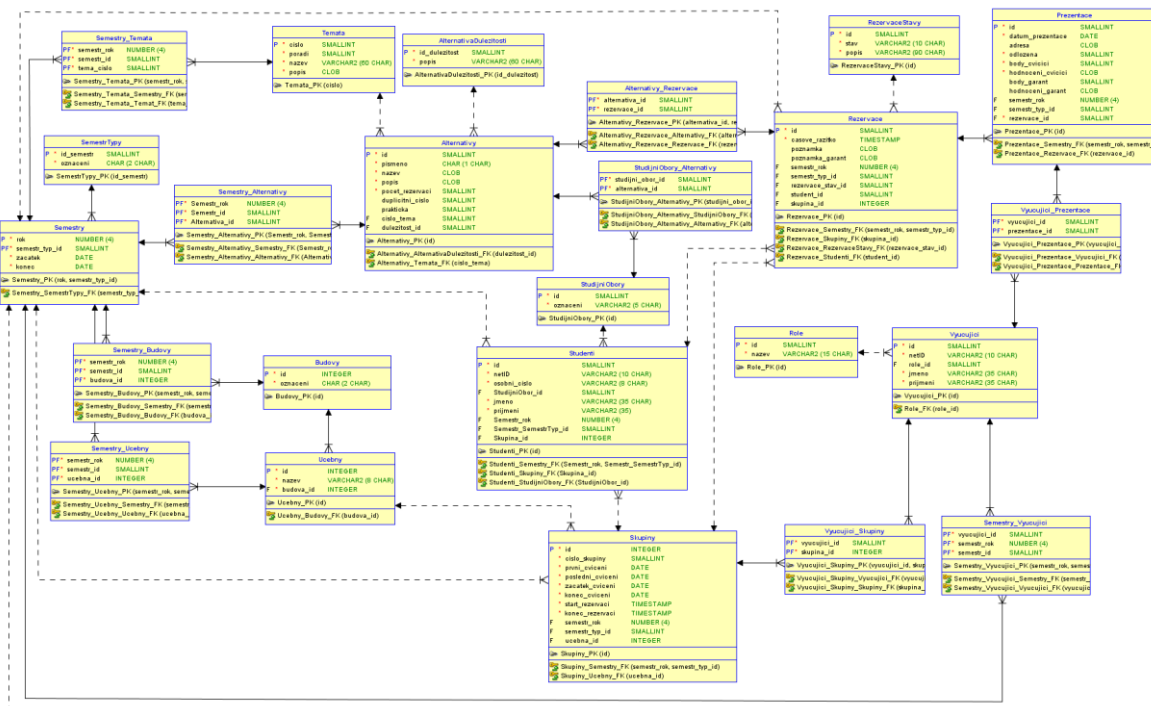 Semestry_Temata
PF* semestr_rok NUMBER (4)
PF* semestr_id SMALLINT
PF* tema_cislo SMALLINT
Semestry_Temata_PK (semestr_rok, s
Semestry_Temata_Semestry_FK (ser
Semestry_Temata_Temat_FK (tema_
Temata
P * cislo SMALLINT
* poradi SMALLINT
* nazev VARCHAR2 (60 CHAR)
* popis CLOB
Temata_PK (cislo)
AlternativaDulezitosti
P * id_dulezitost SMALLINT
* popis VARCHAR2 (60 CHAR)
AlternativaDulezitosti_PK (id_dulezitost)
RezervaceStavy
P * id SMALLINT
* stav VARCHAR2 (10 CHAR)
* popis VARCHAR2 (90 CHAR)
RezervaceStavy_PK (id)
Prezentace
P * id SMALLINT
* datum_prezentace DATE
adresa CLOB
* odlozena SMALLINT
* body_cvicici SMALLINT
* hodnoceni_cvicici CLOB
body_garant SMALLINT
hodnoceni_garant CLOB
F semestr_rok NUMBER (4)
F semestr_typ_id SMALLINT
F * rezervace_id SMALLINT
Prezentace_PK (id)
Prezentace_Semestry_FK (semestr_rok, semestr_
Prezentace_Rezervace_FK (rezervace_id)
Alternativy_Rezervace
PF* alternativa_id SMALLINT
PF* rezervace_id SMALLINT
Alternativy_Rezervace_PK (alternativa_id, re
Alternativy_Rezervace_Alternativy_FK (alter
Alternativy_Rezervace_Rezervace_FK (rezer
Rezervace
P * id SMALLINT
* casove_razitko TIMESTAMP
poznamka CLOB
poznamka_garant CLOB
F semestr_rok NUMBER (4)
F semestr_typ_id SMALLINT
F rezervace_stav_id SMALLINT
F student_id SMALLINT
F skupina_id INTEGER
Rezervace_PK (id)
Rezervace_Semestry_FK (semestr_rok, semestr_typ_id)
Rezervace_Skupiny_FK (skupina_id)
Rezervace_RezervaceStavy_FK (rezervace_stav_id)
Rezervace_Studenti_FK (student_id)
SemestrTypy
P * id_semestr SMALLINT
* oznaceni CHAR (2 CHAR)
SemestrTypy_PK (id_semestr)
Alternativy
P * id SMALLINT
* pismeno CHAR (1 CHAR)
* nazev CLOB
* popis CLOB
* pocet_rezervaci SMALLINT
* duplicitni_cislo SMALLINT
* prakticka SMALLINT
F cislo_tema SMALLINT
F dulezitost_id SMALLINT
Alternativy_PK (id)
Alternativy_AlternativaDulezitosti_FK (dulezitost_id)
Alternativy_Temata_FK (cislo_tema)
StudijniObory_Alternativy
PF* studijni_obor_id SMALLINT
PF* alternativa_id SMALLINT
StudijniObory_Alternativy_PK (studijni_obor_i
StudijniObory_Alternativy_StudijniObory_FK (
StudijniObory_Alternativy_Alternativy_FK (alt
Semestry_Alternativy
PF* Semestr_rok NUMBER (4)
PF* Semestr_id SMALLINT
PF* Alternativa_id SMALLINT
Semestry_Alternativy_PK (Semestr_rok, Semest
Semestry_Alternativy_Semestry_FK (Semestr_r
Semestry_Alternativy_Alternativy_FK (Alternati
Semestry
P * rok NUMBER (4)
PF* semestr_typ_id SMALLINT
* zacatek DATE
* konec DATE
Semestry_PK (rok, semestr_typ_id)
Semestry_SemestrTypy_FK (semestr_typ_
Vyucujici_Prezentace
PF* vyucujici_id SMALLINT
PF* prezentace_id SMALLINT
Vyucujici_Prezentace_PK (vyucujici_
Vyucujici_Prezentace_Vyucujici_FK (
Vyucujici_Prezentace_Prezentace_F
StudijniObory
P * id SMALLINT
* oznaceni VARCHAR2 (5 CHAR)
StudijniObory_PK (id)
Role
P * id SMALLINT
* nazev VARCHAR2 (15 CHAR)
Role_PK (id)
Vyucujici
P * id SMALLINT
* netID VARCHAR2 (10 CHAR)
F * role_id SMALLINT
* jmeno VARCHAR2 (35 CHAR)
* prijmeni VARCHAR2 (35 CHAR)
Vyucujici_PK (id)
Role_FK (role_id)
Semestry_Budovy
PF* semestr_rok NUMBER (4)
PF* semestr_id SMALLINT
PF* budova_id INTEGER
Semestry_Budovy_PK (semestr_rok, seme
Semestry_Budovy_Semestry_FK (semest
Semestry_Budovy_Budovy_FK (budova_
Budovy
P * id INTEGER
* oznaceni CHAR (2 CHAR)
Budovy_PK (id)
Studenti
P * id SMALLINT
* netID VARCHAR2 (10 CHAR)
* osobni_cislo VARCHAR2 (8 CHAR)
F StudijniObor_id SMALLINT
* jmeno VARCHAR2 (35 CHAR)
* prijmeni VARCHAR2 (35)
F Semestr_rok NUMBER (4)
F Semestr_SemestrTyp_id SMALLINT
F Skupina_id INTEGER
Studenti_PK (id)
Studenti_Semestry_FK (Semestr_rok, Semestr_SemestrTyp_id)
Studenti_Skupiny_FK (Skupina_id)
Studenti_StudijniObory_FK (StudijniObor_id)
Semestry_Ucebny
PF* semestr_rok NUMBER (4)
PF* semestr_id SMALLINT
PF* ucebna_id INTEGER
Semestry_Ucebny_PK (semestr_rok, seme
Semestry_Ucebny_Semestry_FK (semest
Semestry_Ucebny_Ucebny_FK (ucebna_
Ucebny
P * id INTEGER
* nazev VARCHAR2 (8 CHAR)
F * budova_id INTEGER
Ucebny_PK (id)
Ucebny_Budovy_FK (budova_id)
Skupiny
P * id INTEGER
* cislo_skupiny SMALLINT
* prvni_cviceni DATE
* posledni_cviceni DATE
* zacatek_cviceni DATE
* konec_cviceni DATE
* start_rezervaci TIMESTAMP
* konec_rezervaci TIMESTAMP
F semestr_rok NUMBER (4)
F semestr_typ_id SMALLINT
F ucebna_id INTEGER
Skupiny_PK (id)
Skupiny_Semestry_FK (semestr_rok, semestr_typ_id)
Skupiny_Ucebny_FK (ucebna_id)
Vyucujici_Skupiny
PF* vyucujici_id SMALLINT
PF* skupina_id INTEGER
Vyucujici_Skupiny_PK (vyucujici_id, skup
Vyucujici_Skupiny_Vyucujici_FK (vyucuj
Vyucujici_Skupiny_Skupiny_FK (skupina_
Semestry_Vyucujici
PF* vyucujici_id SMALLINT
PF* semestr_rok NUMBER (4)
PF* semestr_id SMALLINT
Semestry_Vyucujici_PK (semestr_rok, semes
Semestry_Vyucujici_Semestry_FK (semestr_
Semestry_Vyucujici_Vyucujici_FK (vyucujic